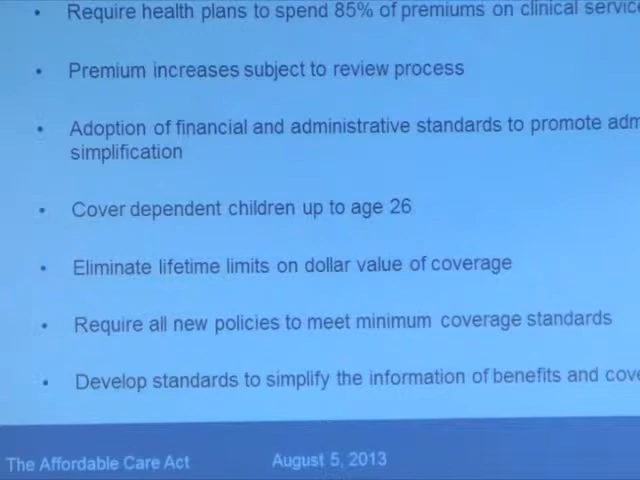 • Require health plans to spend 85% of premiums on clinical
• Premium increases subject to review process
• Adoption of financial and administrative standards to promote
simplification
• Cover dependent children up to age 26
• Eliminate lifetime limits on dollar value of coverage
• Require all new policies to meet minimum coverage standards
• Develop standards to simplify the information of benefits and
The Affordable Care Act August 5, 2013